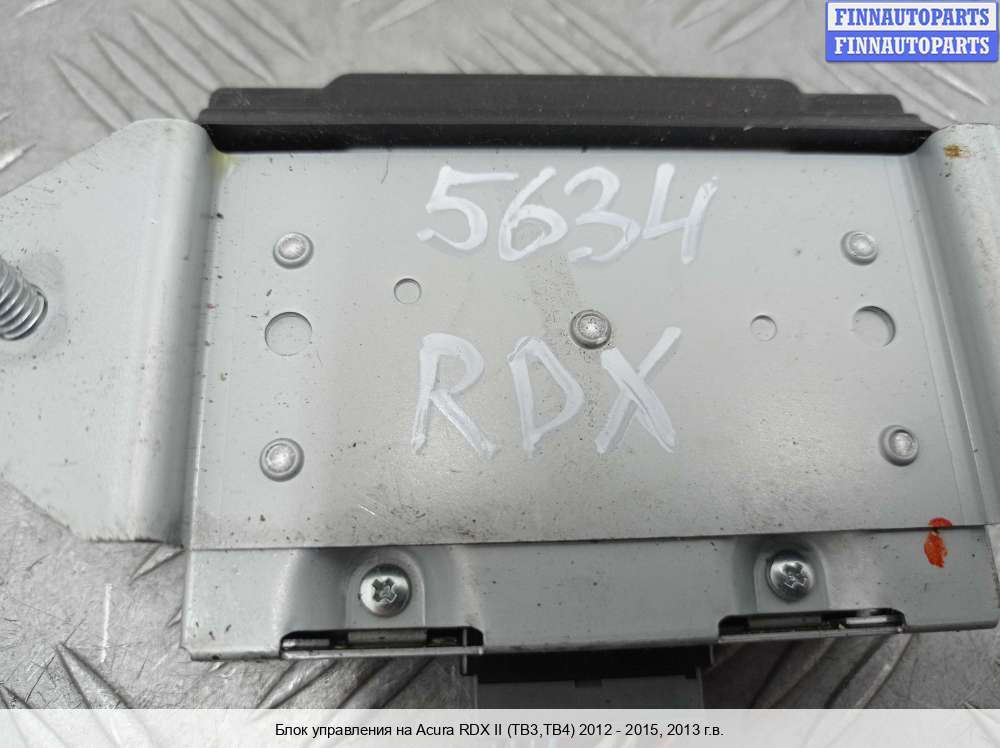 FINNAUTOPARTS
FINNAUTOPARTS
5634
RDX
Блок управления на Acura RDX II (TB3,TB4) 2012 - 2015, 2013 г.в.